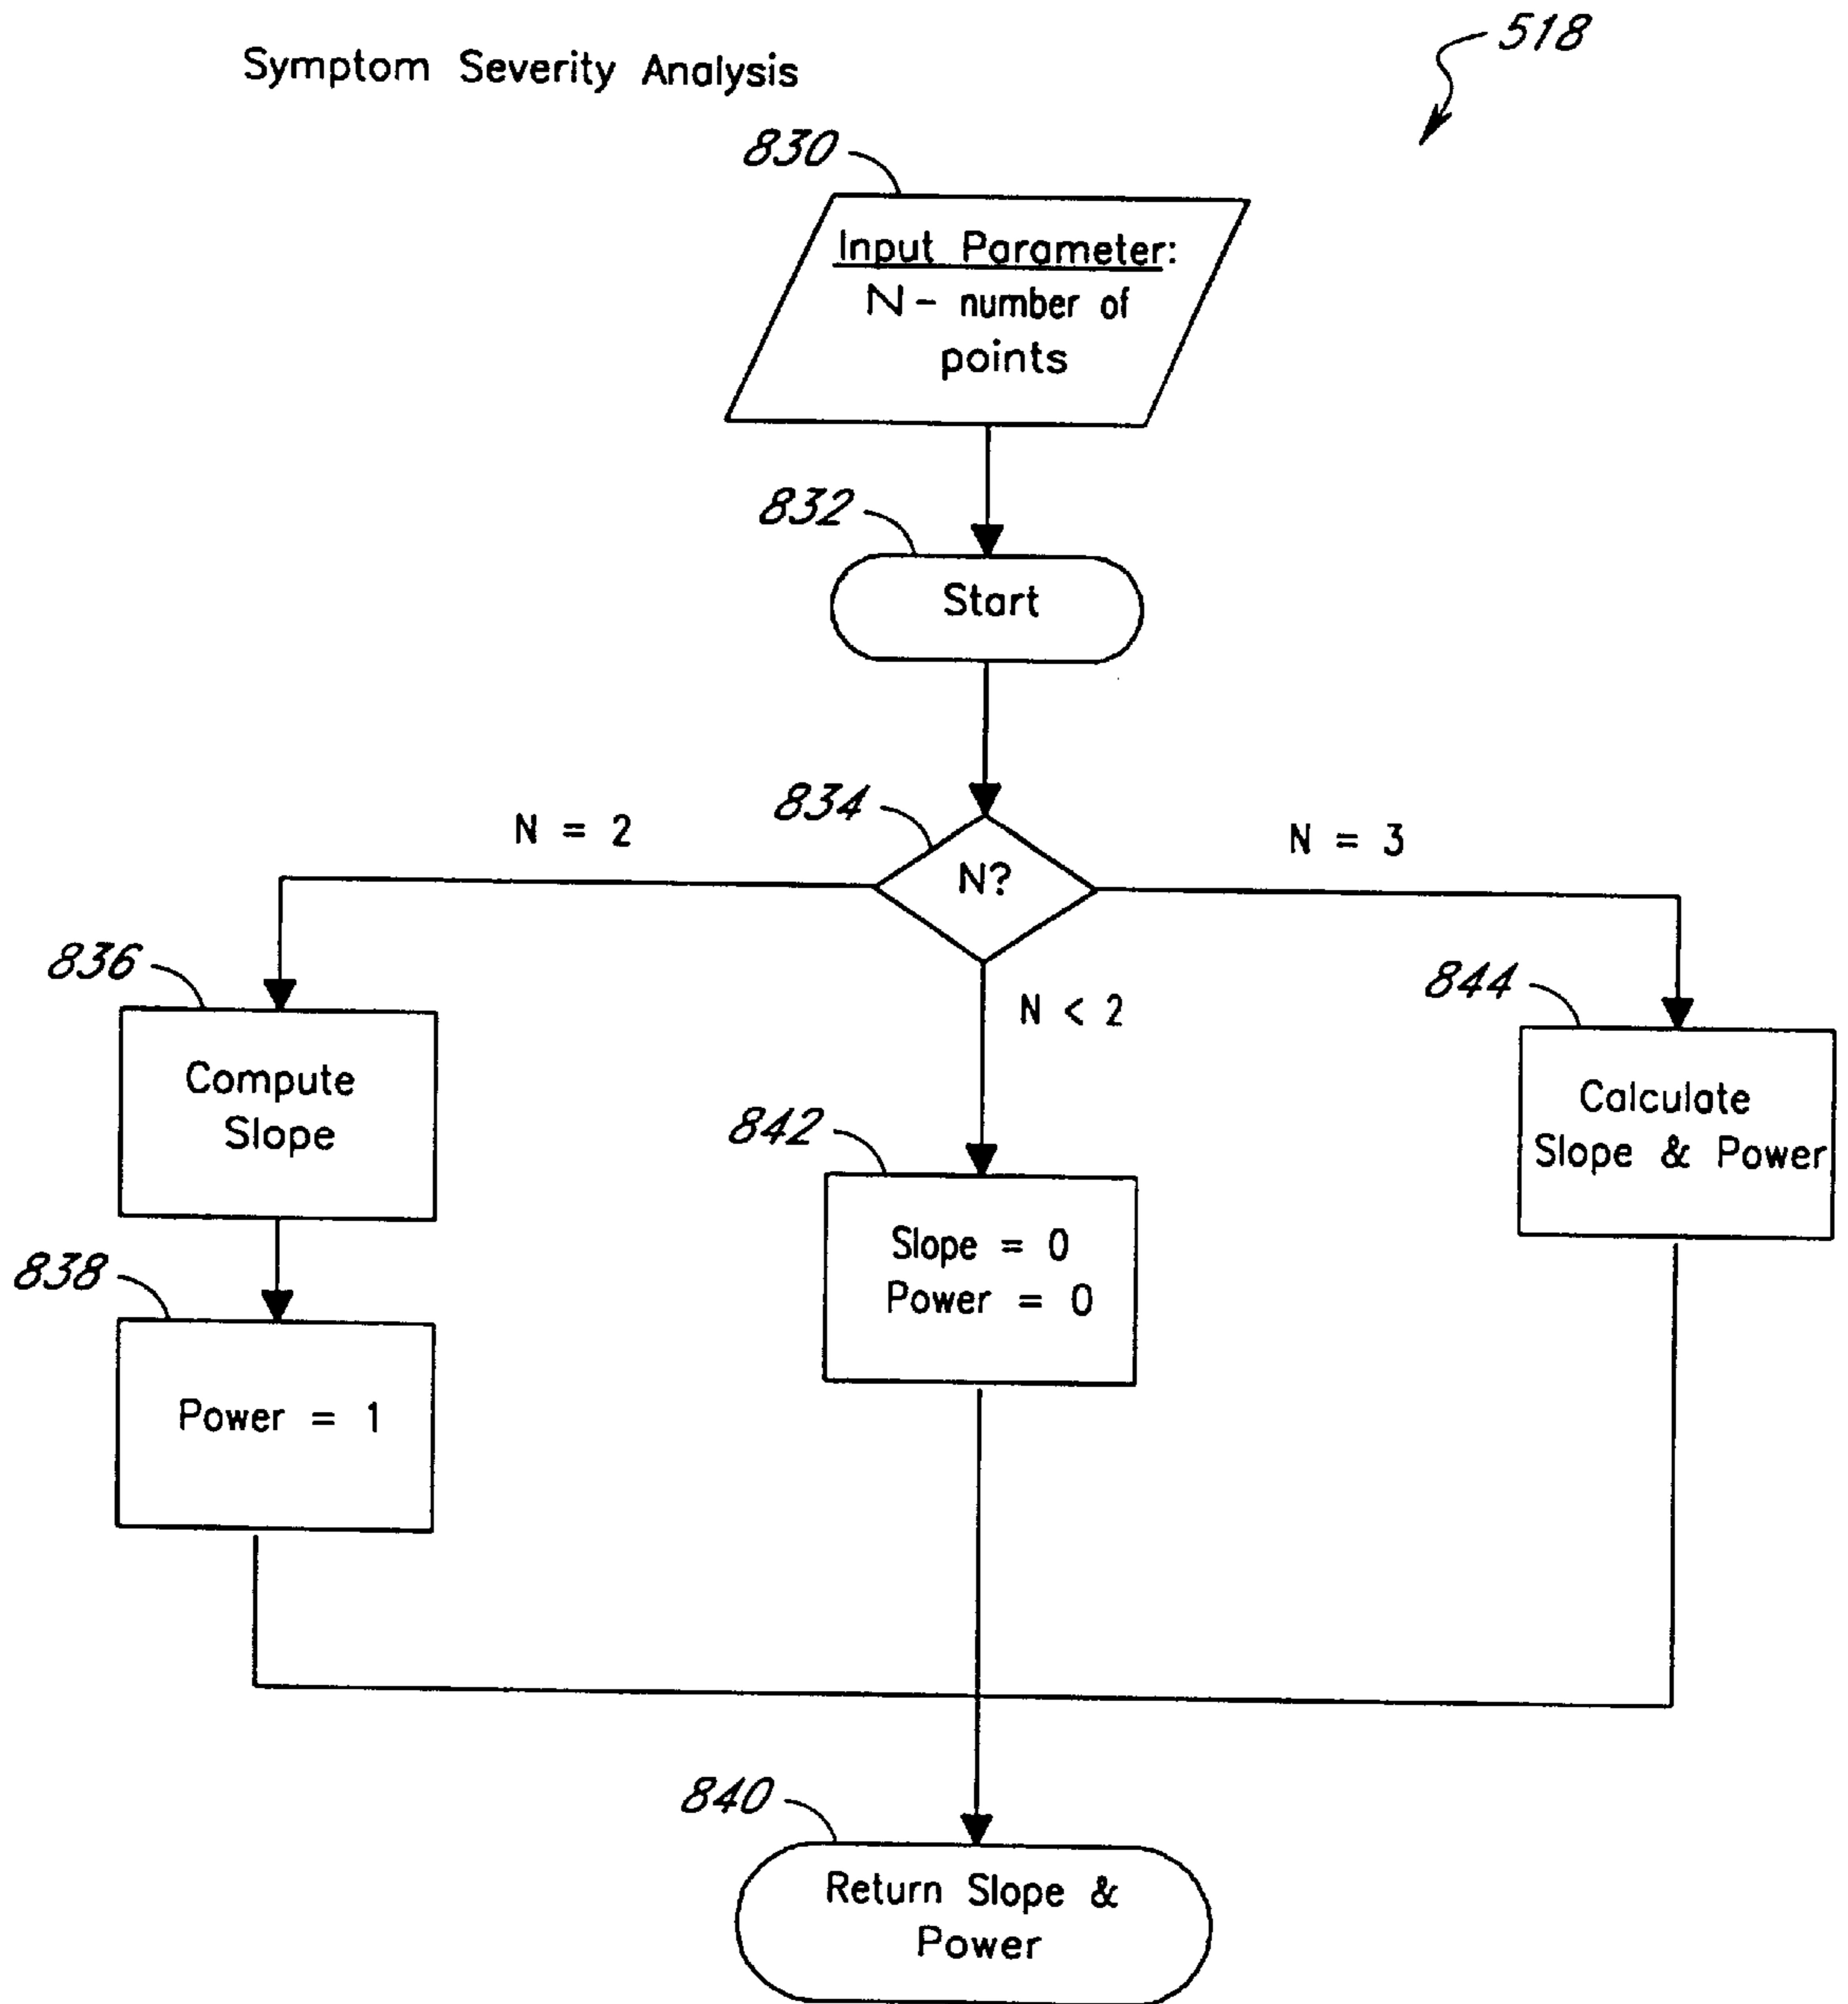 Symptom Severity Analysis
518
830
Input Parameter:
N - number of
points
832
Start
834
N = 2
N?
N = 3
836
Compute
Slope
N < 2
844
Calculate
Slope & Power
842
Slope = 0
Power = 0
838
Power = 1
840
Return Slope &
Power